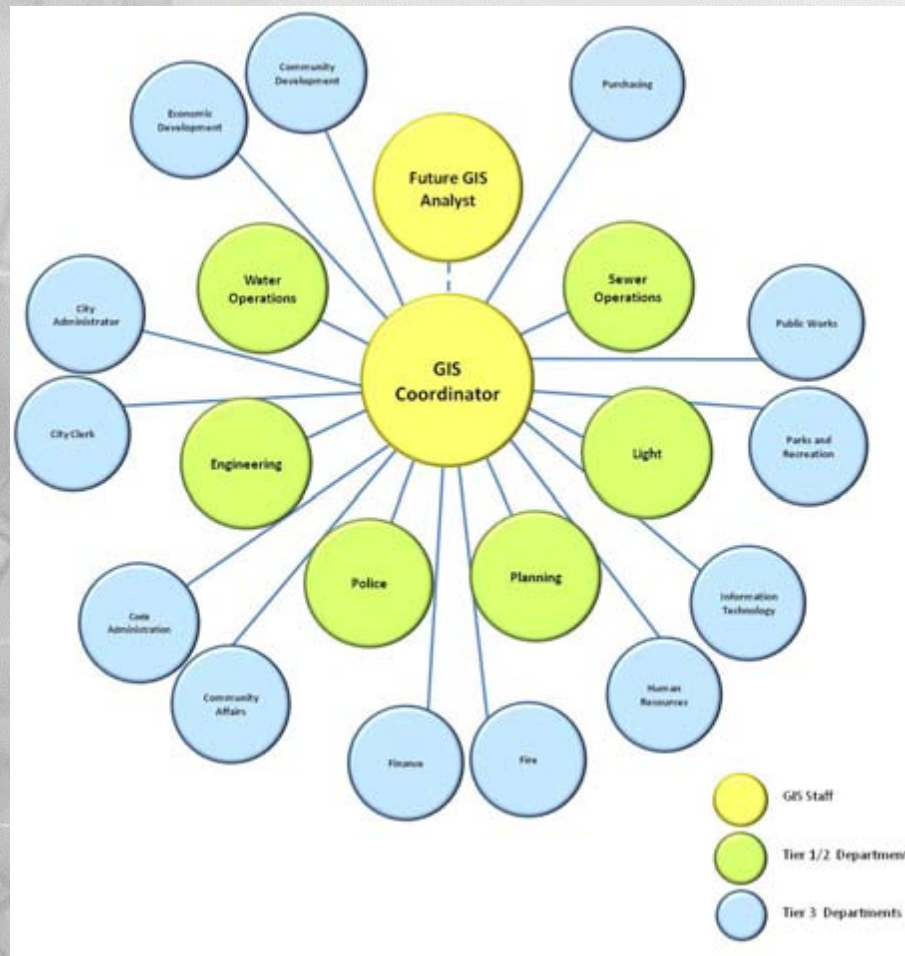 Community
Development
Purchasing
Economic
Development
Future GIS
Analyst
Water
Operations
Sewer
Operations
City
Administrator
Public Works
GIS
Coordinator
City Clerk
Engineering
Light
Parks and
Recreation
Police
Planning
Code
Administration
Information
Technology
Community
Affairs
Human
Resources
Finance
Fire
GIS Staff
Tier 1/2 Department
Tier 3 Departments